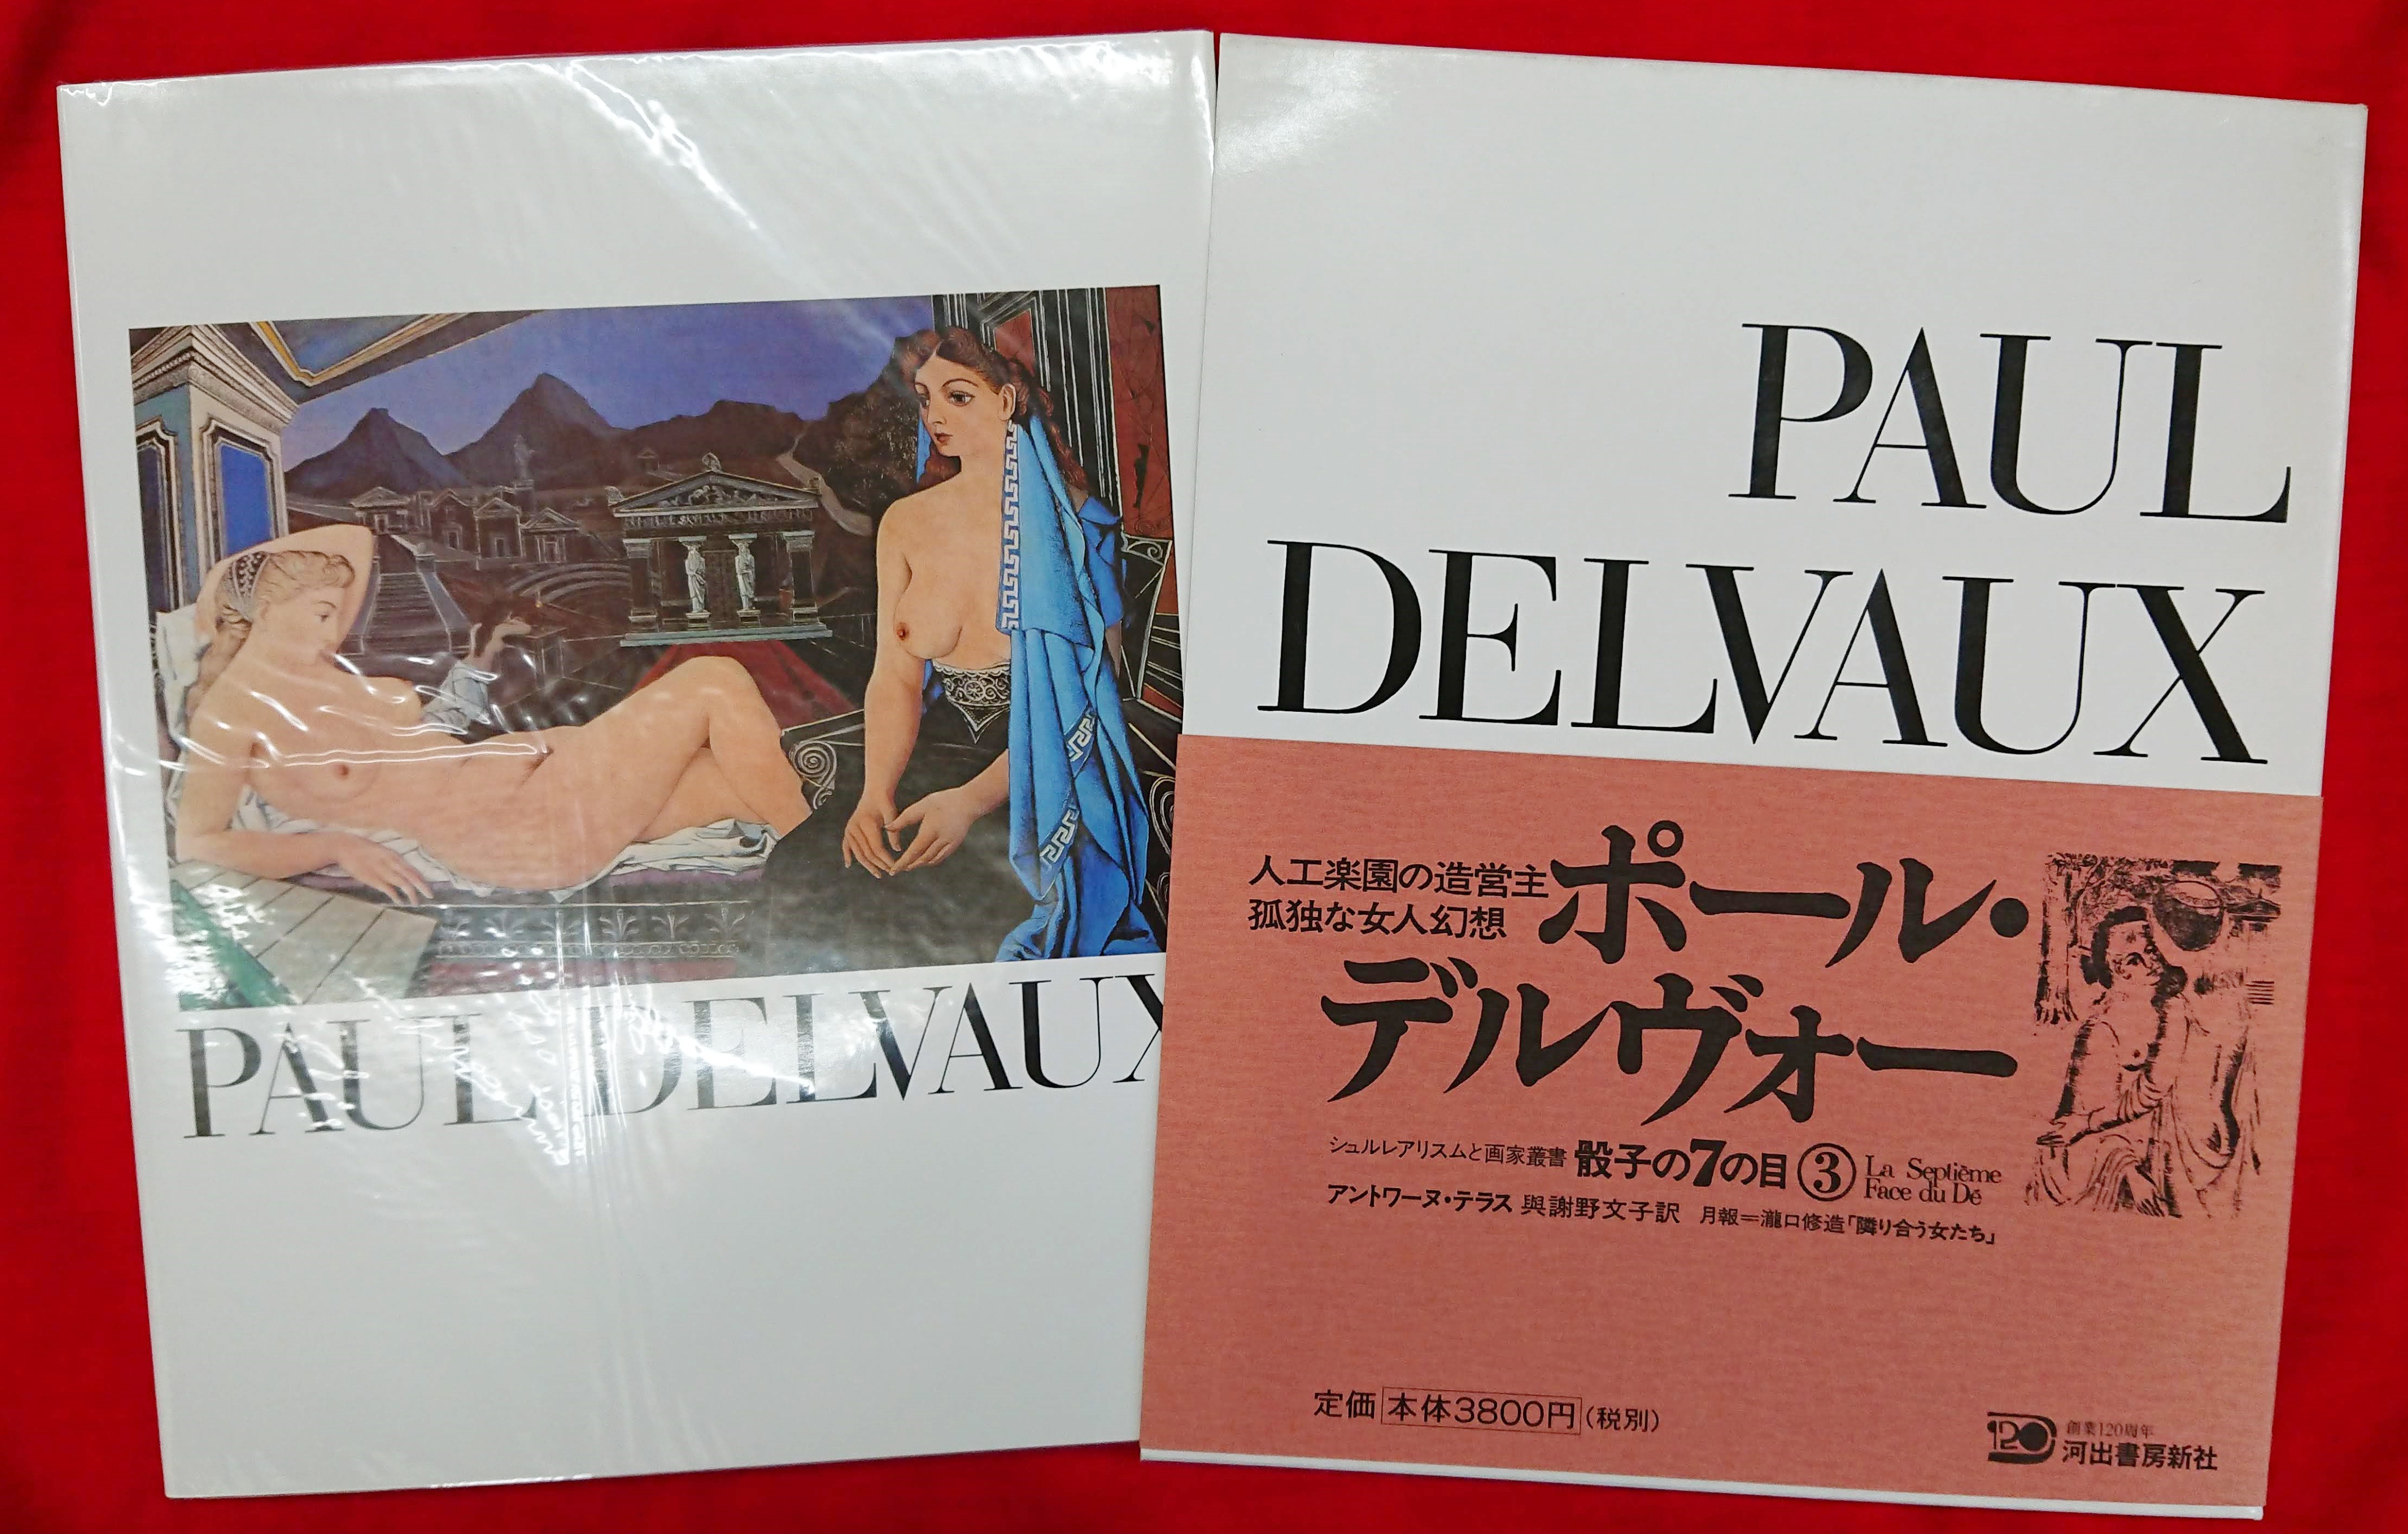 PAUL DELVAUX
PAUL
DELVAUX
人工楽園の造営主
孤独な女人幻想
ポール・
デルヴォー
シュルレアリスムと画家叢書 骰子の7の目 ③ La Septième
Face du Dé
アントワーヌ・テラス 與謝野文子訳 月報=瀧口修造「隣り合う女たち」
定価 本体3800円 (税別)
120 創業120周年
河出書房新社